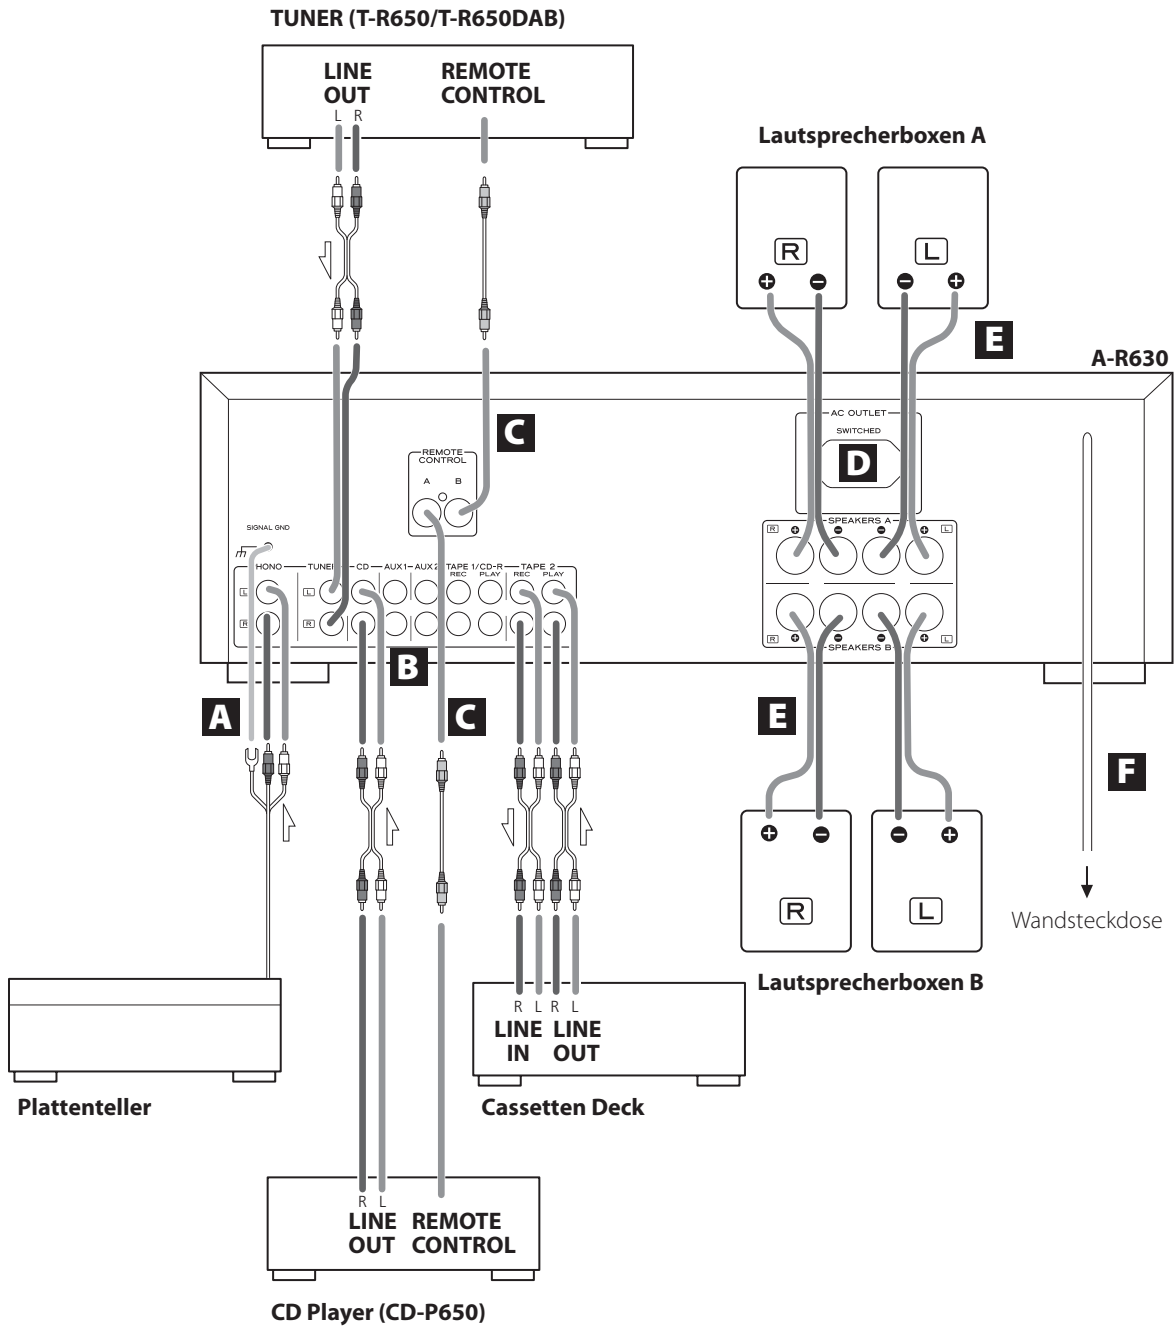 TUNER (T-R650/T-R650DAB)
LINE OUT
REMOTE CONTROL
L R
Lautsprecherboxen A
R
L
E
A-R630
AC OUTLET
SWITCHED
D
C
REMOTE CONTROL
A B
SPEAKERS A
R L
SIGNAL GND
HONO
TUNER
CD
AUX1
AUX 2
TAPE 1/CD-R
REC PLAY
TAPE 2
REC PLAY
L L
R R
R L
SPEAKERS B
B
A
C
E
F
R
L
Wandsteckdose
Lautsprecherboxen B
R L R L
LINE IN
LINE OUT
Plattenteller
Cassetten Deck
R L
LINE OUT
REMOTE CONTROL
CD Player (CD-P650)